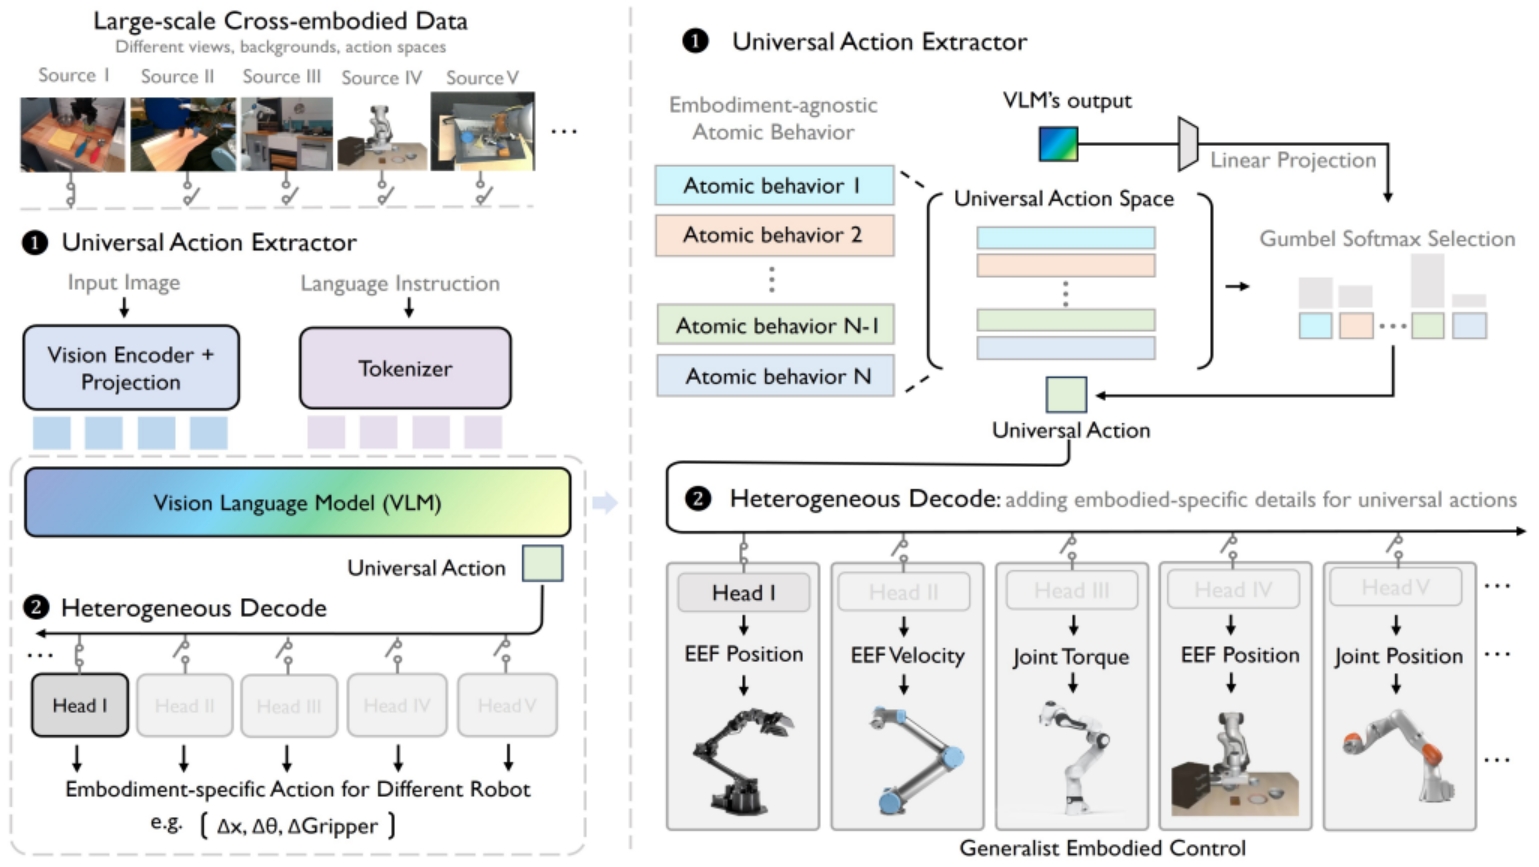 Large-scale Cross-embodied Data
Different views, backgrounds, action spaces
Source I
Source II
Source III
Source IV
Source V
...
❶ Universal Action Extractor
Input Image
Language Instruction
Vision Encoder +
Projection
Tokenizer
Vision Language Model (VLM)
Universal Action
❷ Heterogeneous Decode
...
Head I
Head II
Head III
Head IV
Head V
Embodiment-specific Action for Different Robot
e.g. [ Δx, Δθ, ΔGripper ]
❶ Universal Action Extractor
Embodiment-agnostic
Atomic Behavior
Atomic behavior 1
Atomic behavior 2
Atomic behavior N-1
Atomic behavior N
VLM's output
Linear Projection
Universal Action Space
Gumbel Softmax Selection
...
Universal Action
❷ Heterogeneous Decode: adding embodied-specific details for universal actions
Head I
Head II
Head III
Head IV
Head V
...
EEF Position
EEF Velocity
Joint Torque
EEF Position
Joint Position
...
...
Generalist Embodied Control